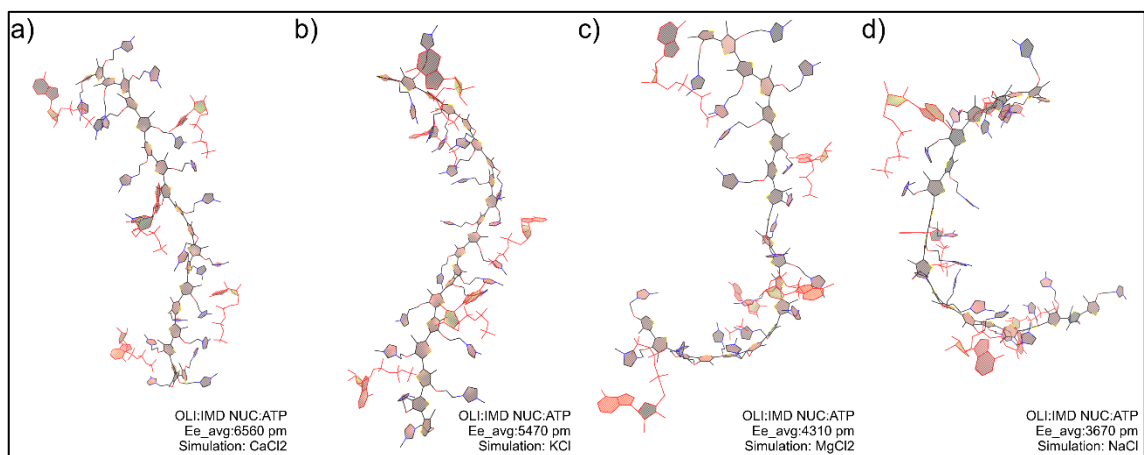 a)
OLI:IMD NUC:ATP
Ee_avg:6560 pm
Simulation: CaCl2
b)
OLI:IMD NUC:ATP
Ee_avg:5470 pm
Simulation: KCl
c)
OLI:IMD NUC:ATP
Ee_avg:4310 pm
Simulation: MgCl2
d)
OLI:IMD NUC:ATP
Ee_avg:3670 pm
Simulation: NaCl